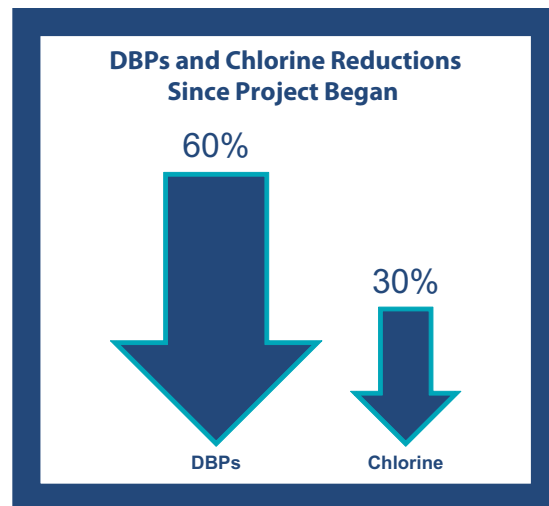 DBPs and Chlorine Reductions
Since Project Began
60%
30%
DBPs
Chlorine